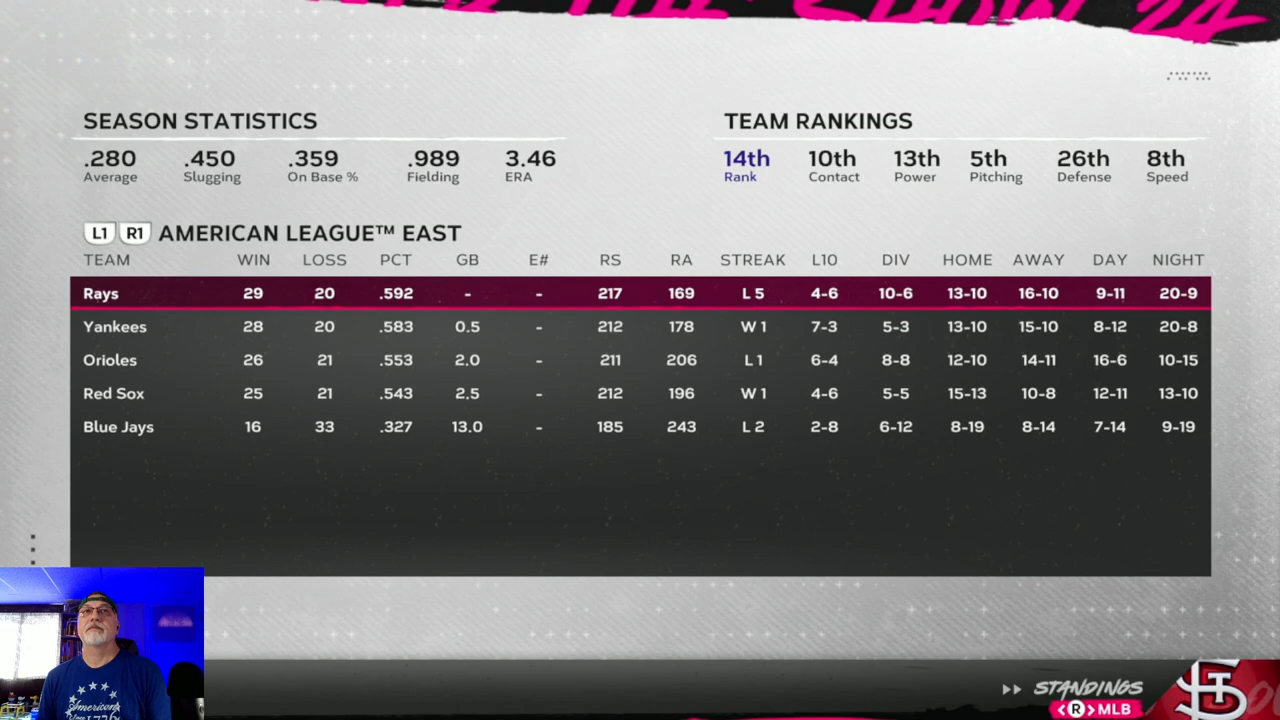 THE SHOW 24
SEASON STATISTICS
.280 .450 .359 .989 3.46
Average Slugging On Base % Fielding ERA
TEAM RANKINGS
14th 10th 13th 5th 26th 8th
Rank Contact Power Pitching Defense Speed
L1 R1 AMERICAN LEAGUE™ EAST
TEAM WIN LOSS PCT GB E# RS RA STREAK L10 DIV HOME AWAY DAY NIGHT
Rays 29 20 .592 - - 217 169 L 5 4-6 10-6 13-10 16-10 9-11 20-9
Yankees 28 20 .583 0.5 - 212 178 W 1 7-3 5-3 13-10 15-10 8-12 20-8
Orioles 26 21 .553 2.0 - 211 206 L 1 6-4 8-8 12-10 14-11 16-6 10-15
Red Sox 25 21 .543 2.5 - 212 196 W 1 4-6 5-5 15-13 10-8 12-11 13-10
Blue Jays 16 33 .327 13.0 - 185 243 L 2 2-8 6-12 8-19 8-14 7-14 9-19
American
STANDINGS
R MLB
STL